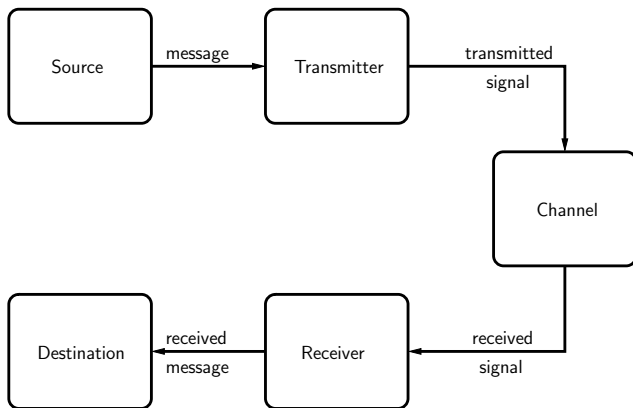 Source
message
Transmitter
transmitted
signal
Channel
received
signal
Receiver
received
message
Destination